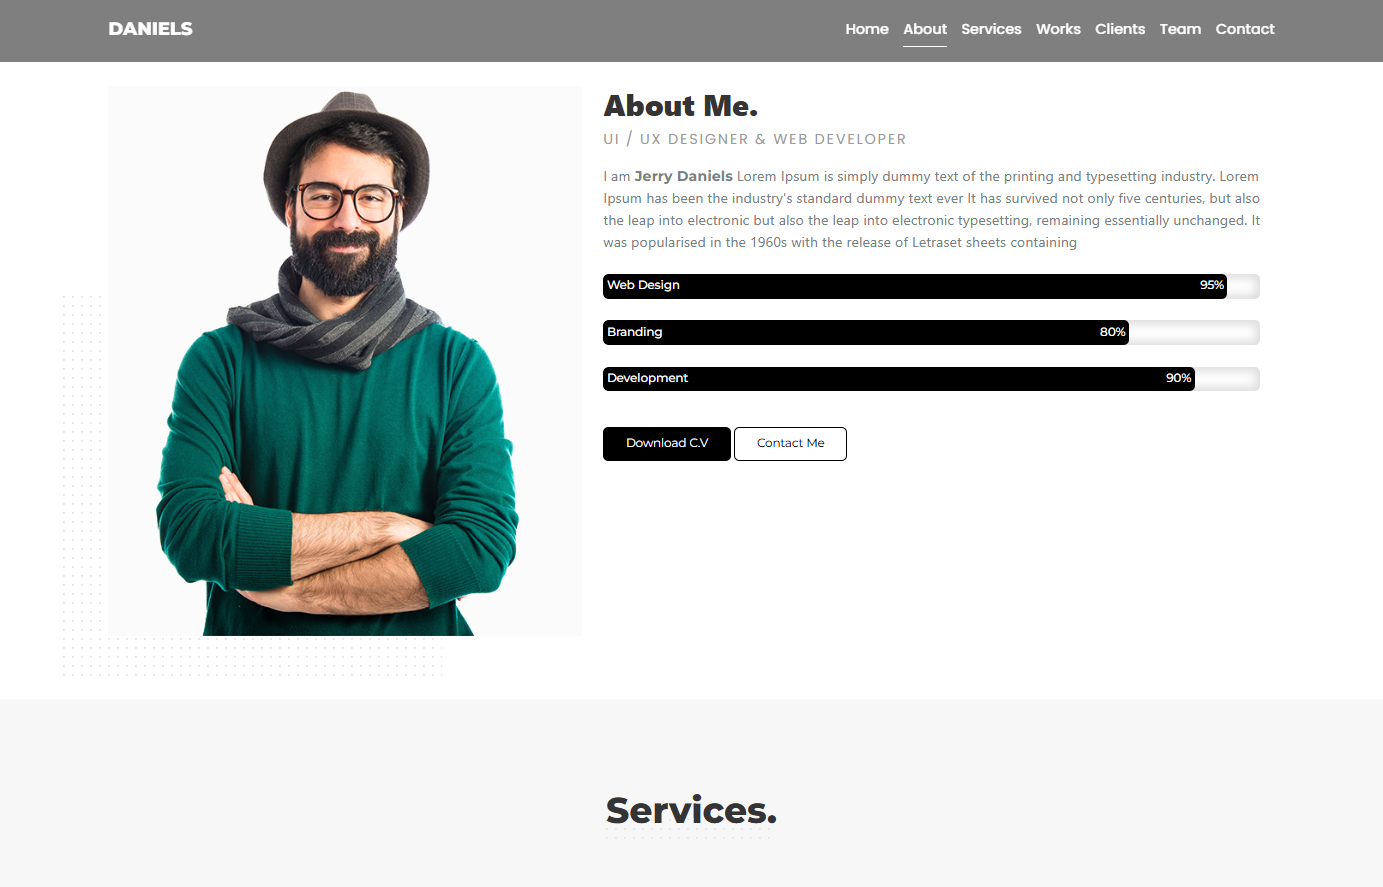 DANIELS
Home About Services Works Clients Team Contact
About Me.
UI / UX DESIGNER & WEB DEVELOPER
I am Jerry Daniels Lorem Ipsum is simply dummy text of the printing and typesetting industry. Lorem
Ipsum has been the industry's standard dummy text ever It has survived not only five centuries, but also
the leap into electronic but also the leap into electronic typesetting, remaining essentially unchanged. It
was popularised in the 1960s with the release of Letraset sheets containing
Web Design 95%
Branding 80%
Development 90%
Download C.V Contact Me
Services.